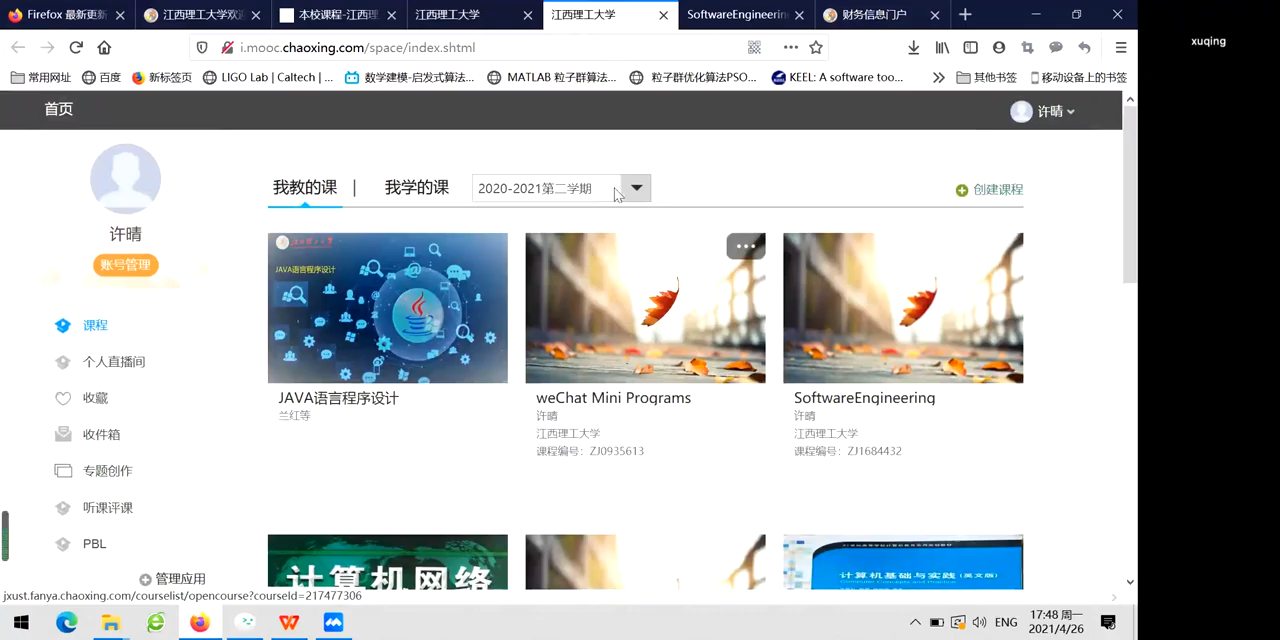 Firefox 最新更新
江西理工大学欢迎
本校课程-江西理
江西理工大学
江西理工大学
SoftwareEngineerin
财务信息门户
xuqing
i.mooc.chaoxing.com/space/index.shtml
常用网址
百度
新标签页
LIGO Lab | Caltech | ...
数学建模-启发式算法...
MATLAB 粒子群算法...
粒子群优化算法PSO...
KEEL: A software too...
其他书签
移动设备上的书签
首页
许晴
许晴
账号管理
课程
个人直播间
收藏
收件箱
专题创作
听课评课
PBL
管理应用
我教的课 | 我学的课
2020-2021第二学期
创建课程
JAVA语言程序设计
JAVA语言程序设计
兰红等
weChat Mini Programs
许晴
江西理工大学
课程编号：ZJ0935613
SoftwareEngineering
许晴
江西理工大学
课程编号：ZJ1684432
计算机网络
计算机基础与实践(英文版)
jxust.fanya.chaoxing.com/courselist/opencourse?courseId=217477306
ENG
17:48 周一
2021/4/26